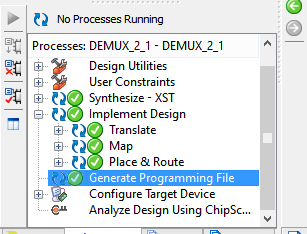 No Processes Running
Processes: DEMUX_2_1 - DEMUX_2_1
Design Utilities
User Constraints
Synthesize - XST
Implement Design
Translate
Map
Place & Route
Generate Programming File
Configure Target Device
Analyze Design Using ChipSc...